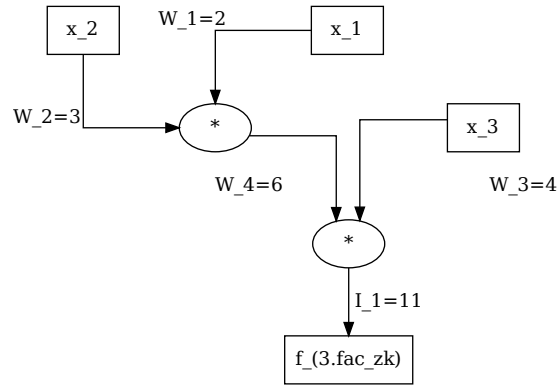 x_2
W_1=2
x_1
W_2=3
*
x_3
W_4=6
W_3=4
*
I_1=11
f_(3.fac_zk)